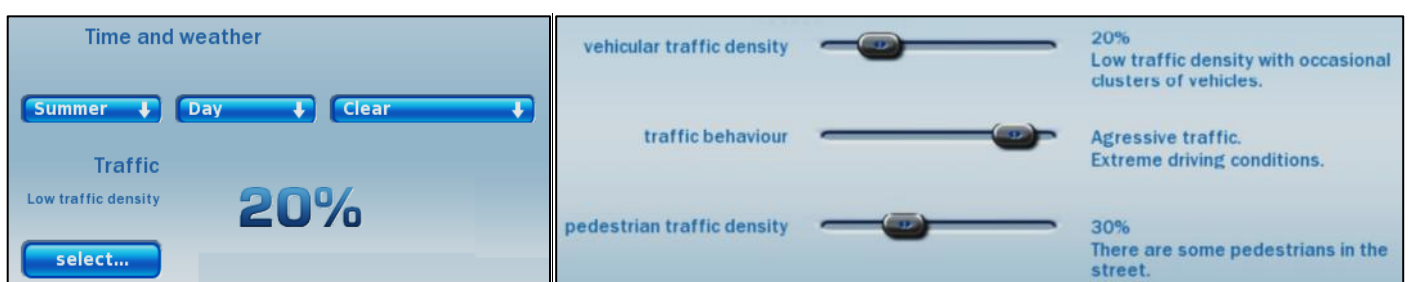 Time and weather
Summer Day Clear
Traffic
Low traffic density
20%
select...
vehicular traffic density
20%
Low traffic density with occasional
clusters of vehicles.
traffic behaviour
Agressive traffic.
Extreme driving conditions.
pedestrian traffic density
30%
There are some pedestrians in the
street.